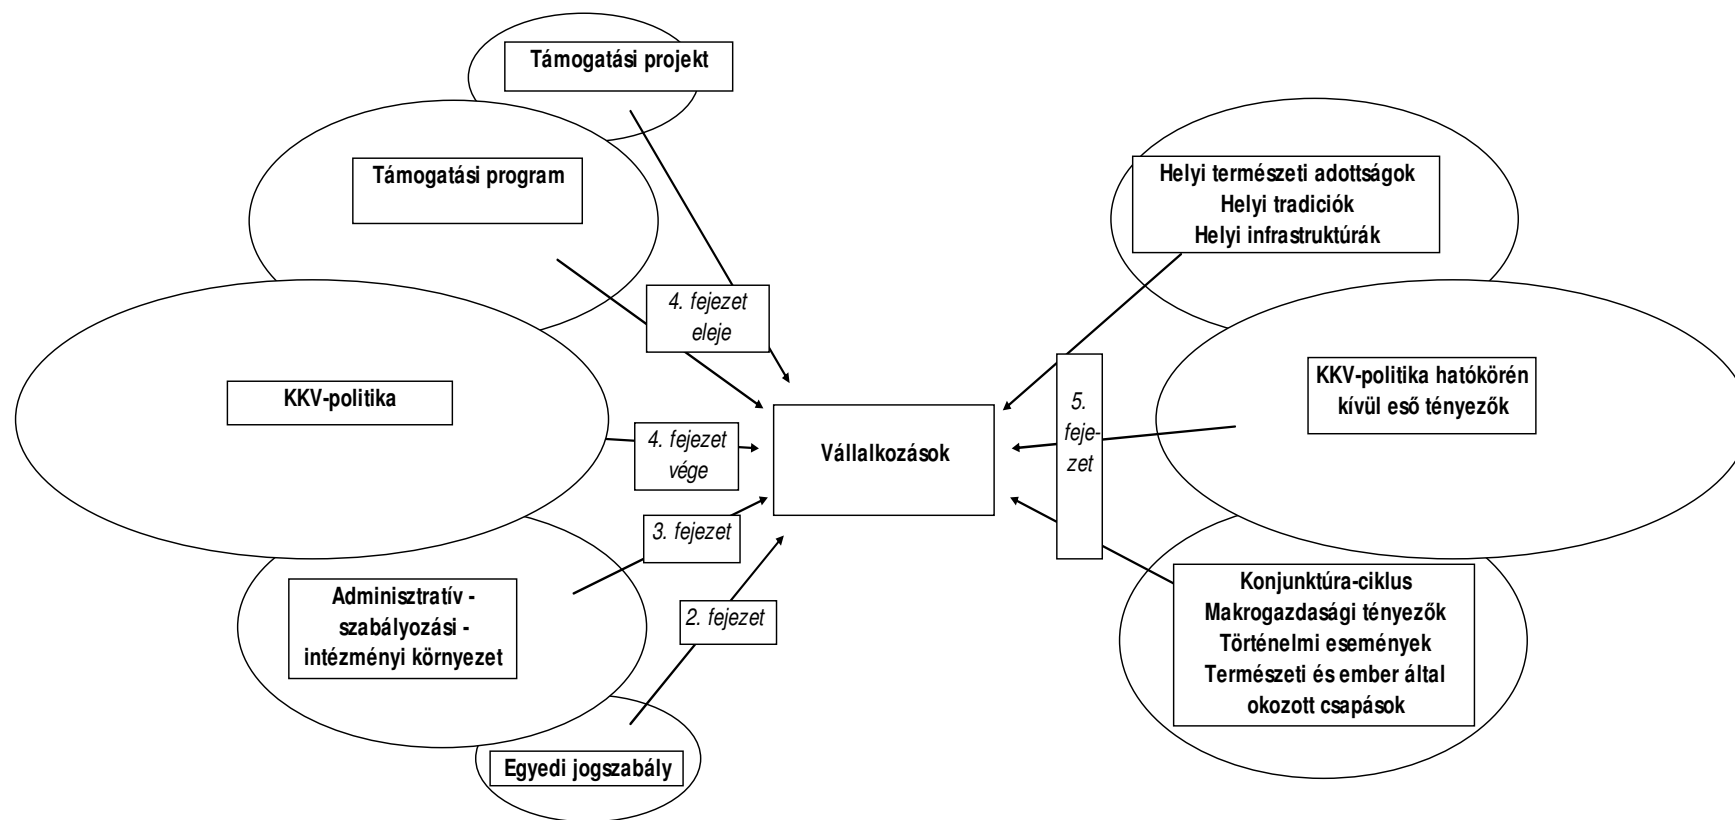 Támogatási projekt
Támogatási program
Helyi természeti adottságok
Helyi tradiciók
Helyi infrastruktúrák
4. fejezet
eleje
KKV-politika
KKV-politika hatókörén
kívül eső tényezők
4. fejezet
vége
Vállalkozások
5.
feje-
zet
3. fejezet
Adminisztratív -
szabályozási -
intézményi környezet
2. fejezet
Konjunktúra-ciklus
Makrogazdasági tényezők
Történelmi események
Természeti és ember által
okozott csapások
Egyedi jogszabály